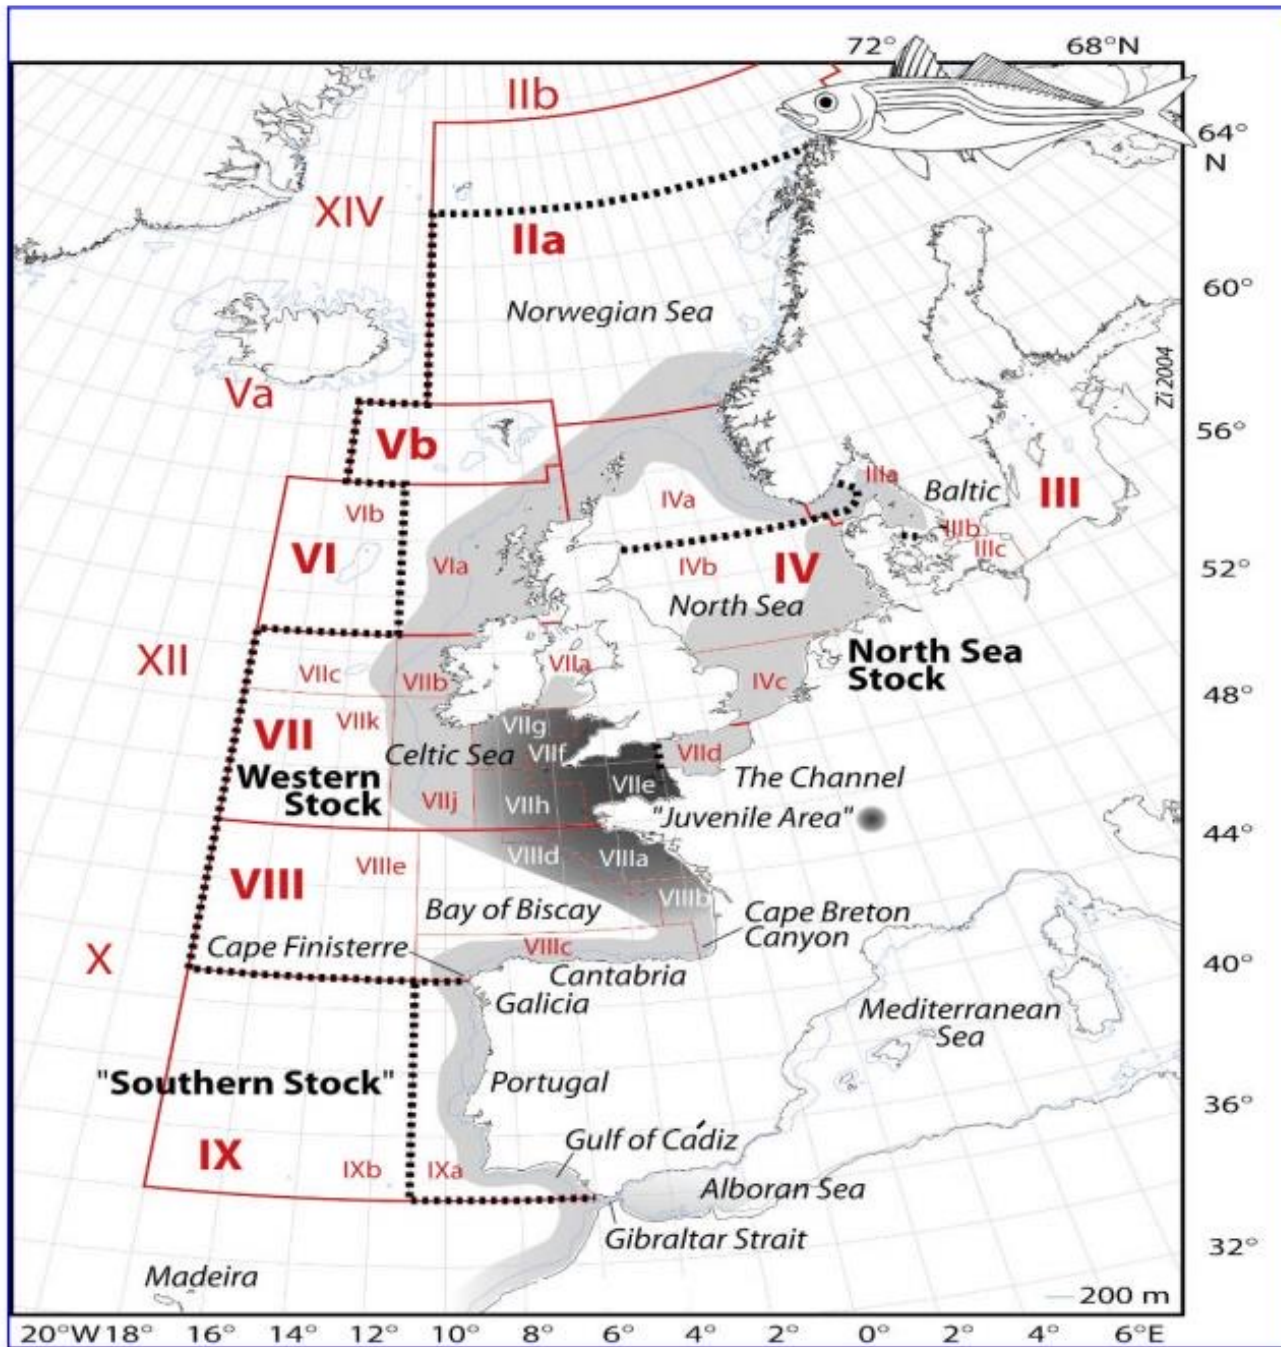 72°
68°N
IIb
64°
N
XIV
IIa
Norwegian Sea
60°
Zi 2004
Va
Vb
56°
IIIa
Baltic
III
VIb
IVa
IIIb
IIIc
VI
VIa
IVb
IV
52°
North Sea
XII
VIIc
VIIb
VIIa
IVc
North Sea
Stock
48°
VIIk
VIIg
VII
Celtic Sea
VIIf
VIId
Western
Stock
VIIe
The Channel
VIIj
VIIh
"Juvenile Area"
44°
VIIId
VIIIa
VIIIe
VIII
VIIIb
Bay of Biscay
Cape Breton
Canyon
Cape Finisterre
VIIIc
X
40°
Cantabria
Galicia
Mediterranean
Sea
"Southern Stock"
Portugal
36°
Gulf of Cádiz
IX
IXb
IXa
Alboran Sea
Gibraltar Strait
32°
Madeira
200 m
20°W 18° 16° 14° 12° 10° 8° 6° 4° 2° 0° 2° 4° 6°E